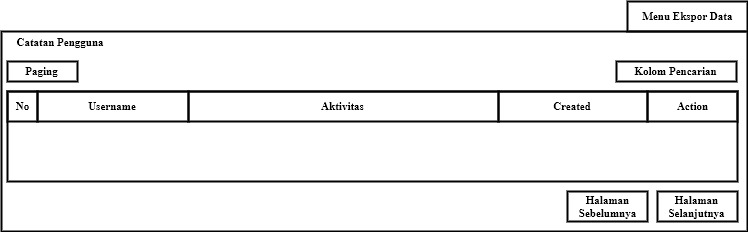 Menu Ekspor Data
Catatan Pengguna
Paging
Kolom Pencarian
No
Username
Aktivitas
Created
Action
Halaman
Sebelumnya
Halaman
Selanjutnya